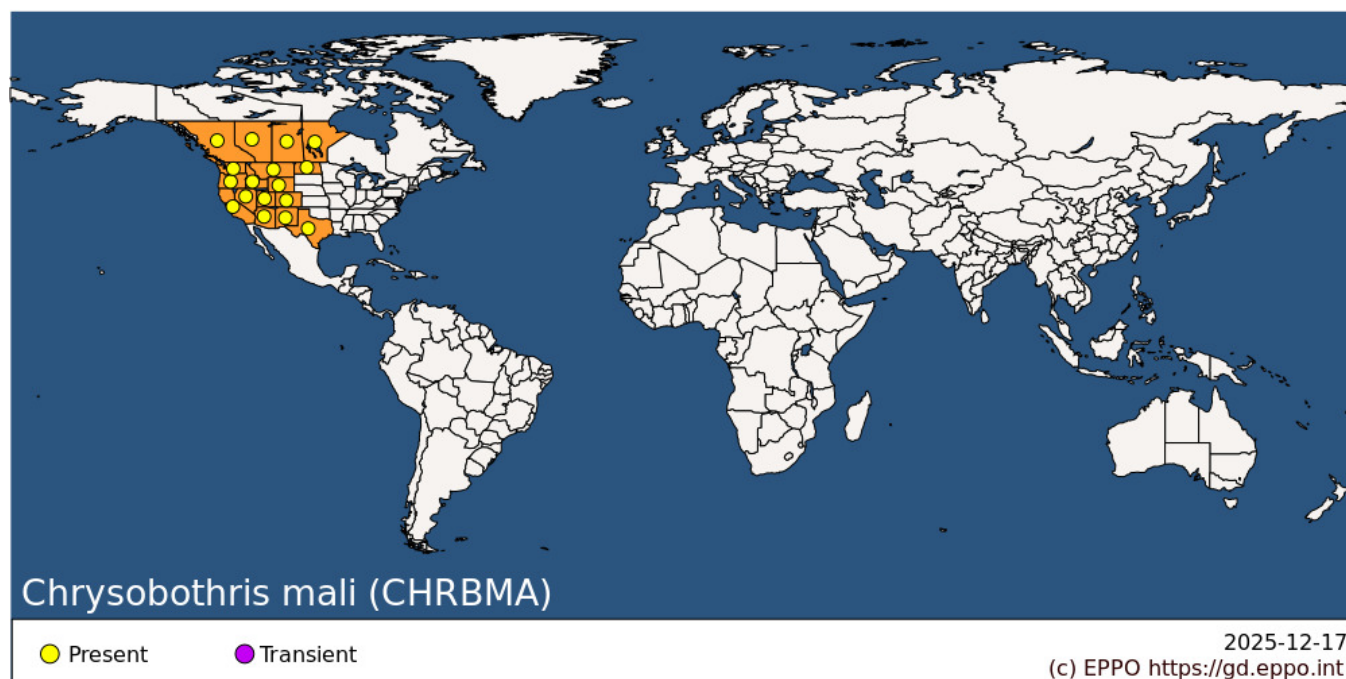 Chrysobothris mali (CHRBMA)
Present
Transient
2025-12-17
(c) EPPO https://gd.eppo.int